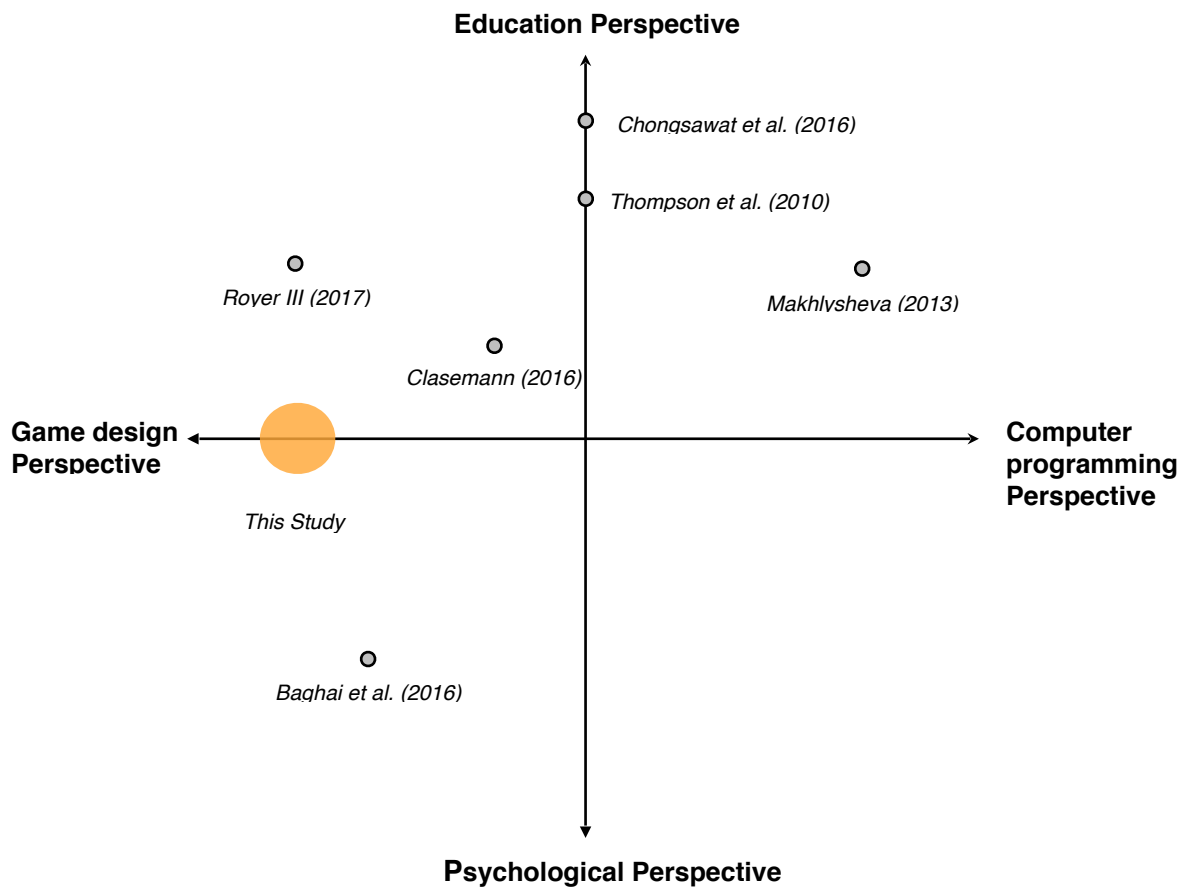 Education Perspective
Chongsawat et al. (2016)
Thompson et al. (2010)
Royer III (2017)
Makhlysheva (2013)
Clasemann (2016)
Game design
Perspective
Computer
programming
Perspective
This Study
Baghai et al. (2016)
Psychological Perspective